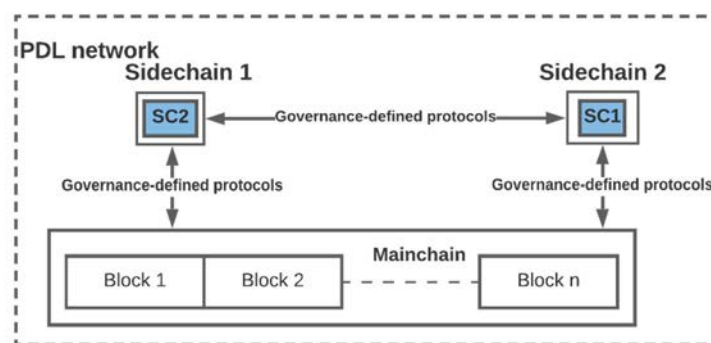 PDL network
Sidechain 1
Sidechain 2
SC2
Governance-defined protocols
SC1
Governance-defined protocols
Governance-defined protocols
Mainchain
Block 1
Block 2
Block n